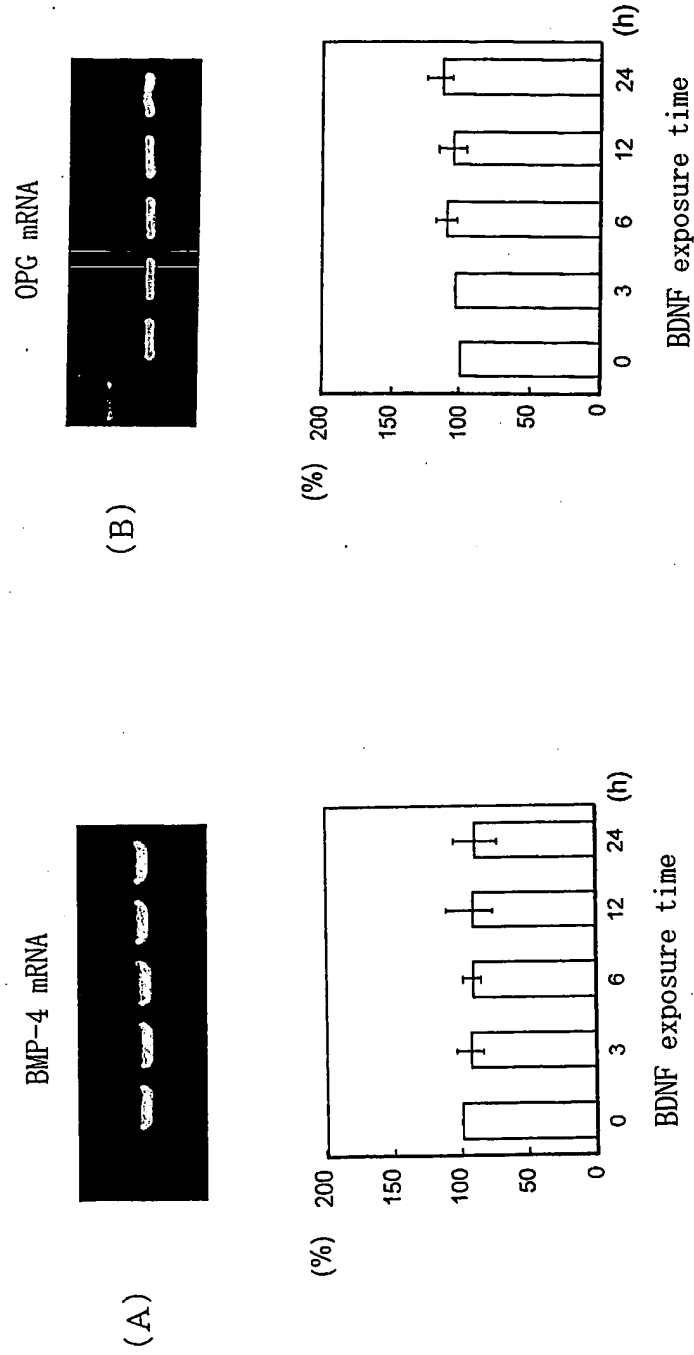 (A)
BMP-4 mRNA
(%)
200
150
100
50
0
0 3 6 12 24 (h)
BDNF exposure time
(B)
OPG mRNA
(%)
200
150
100
50
0
0 3 6 12 24 (h)
BDNF exposure time